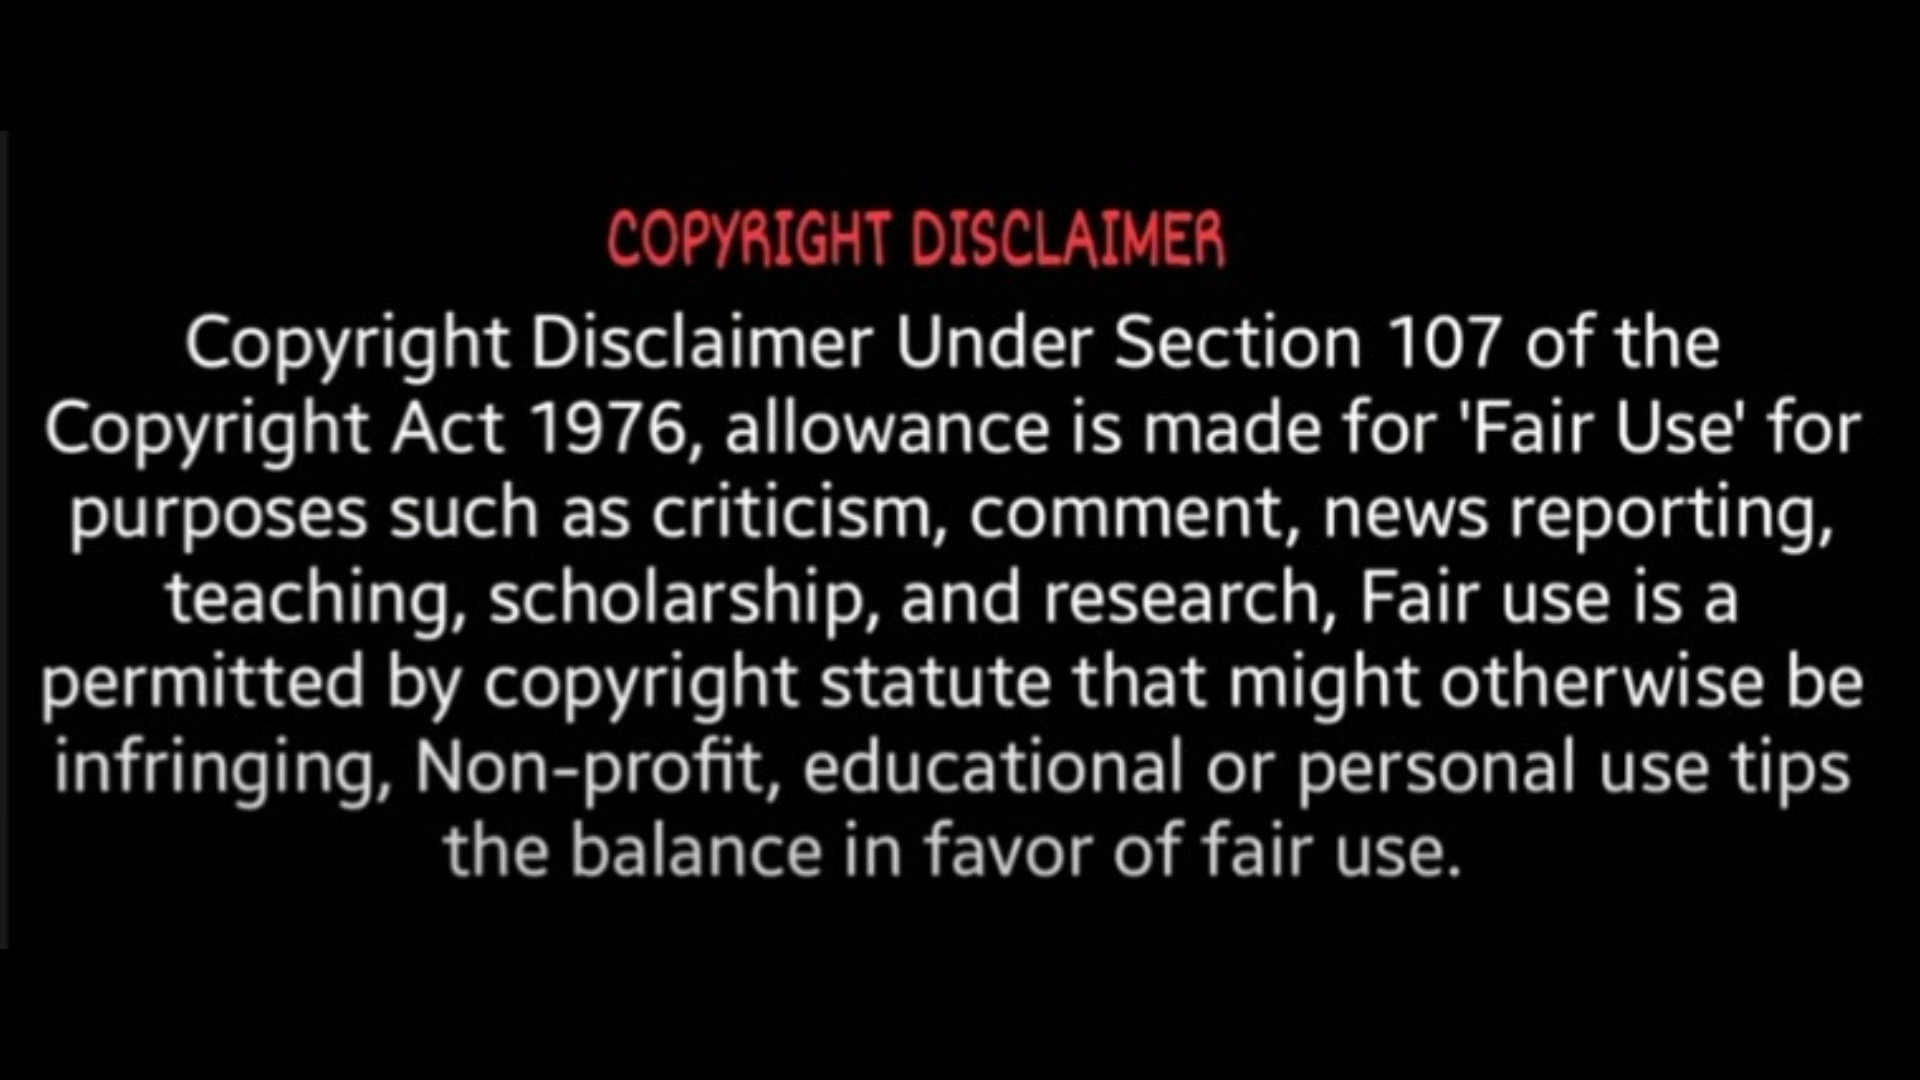 COPYRIGHT DISCLAIMER
Copyright Disclaimer Under Section 107 of the
Copyright Act 1976, allowance is made for 'Fair Use' for
purposes such as criticism, comment, news reporting,
teaching, scholarship, and research, Fair use is a
permitted by copyright statute that might otherwise be
infringing, Non-profit, educational or personal use tips
the balance in favor of fair use.